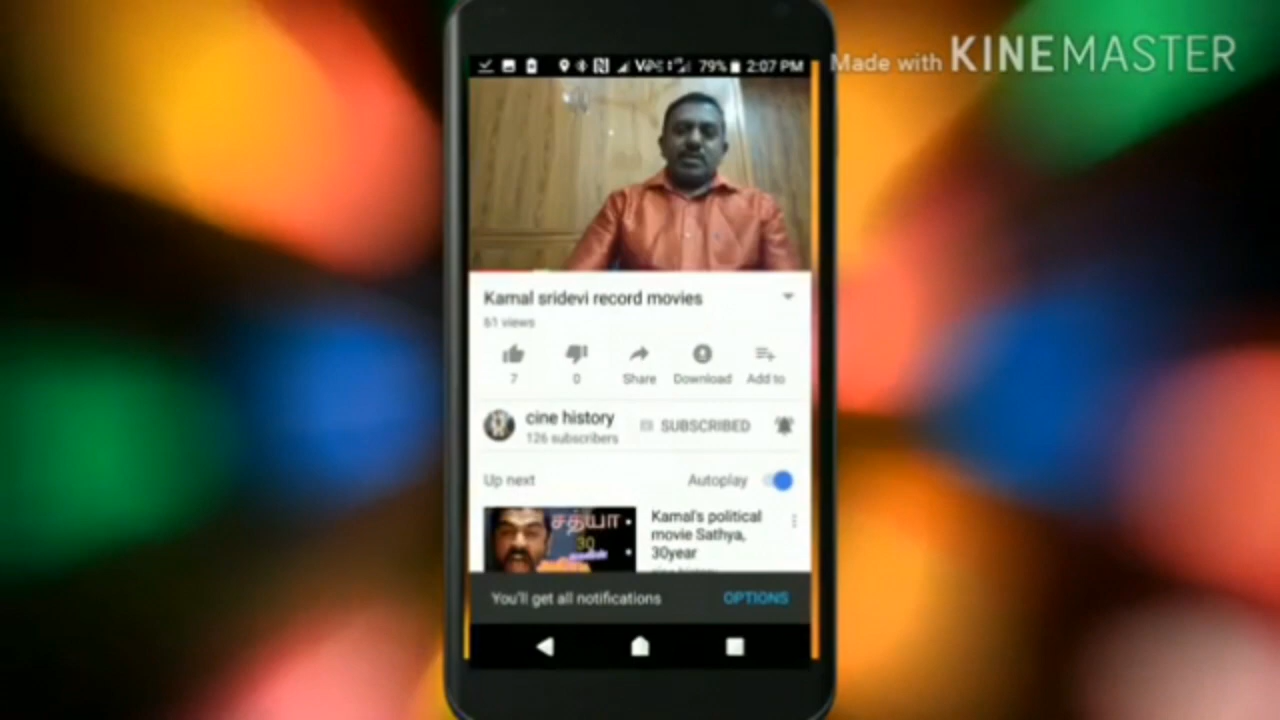 Made with KINEMASTER
79% 2:07 PM
Kamal sridevi record movies
61 views
7
0
Share
Download
Add to
cine history
SUBSCRIBED
126 subscribers
Up next
Autoplay
சத்யா
30
Kamal's political
movie Sathya,
30year
You'll get all notifications
OPTIONS